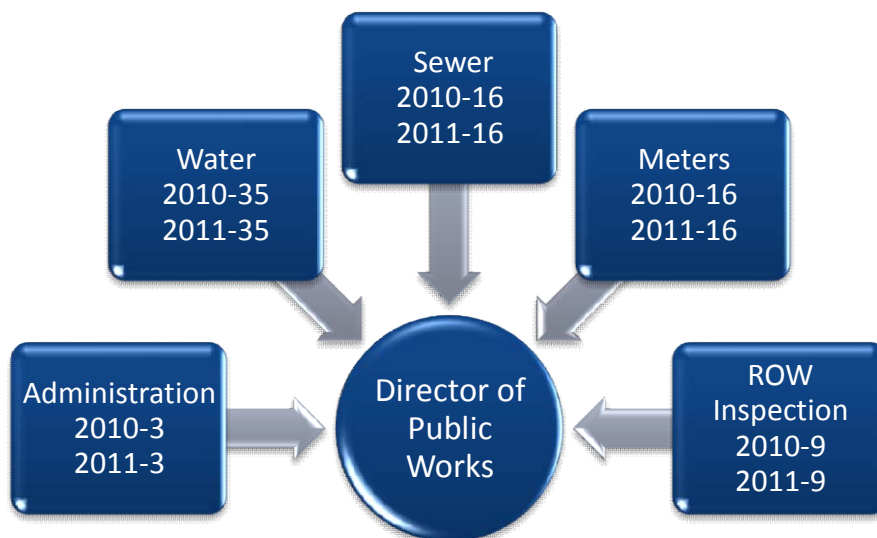 Sewer
2010-16
2011-16
Water
2010-35
2011-35
Meters
2010-16
2011-16
Administration
2010-3
2011-3
Director of
Public
Works
ROW
Inspection
2010-9
2011-9